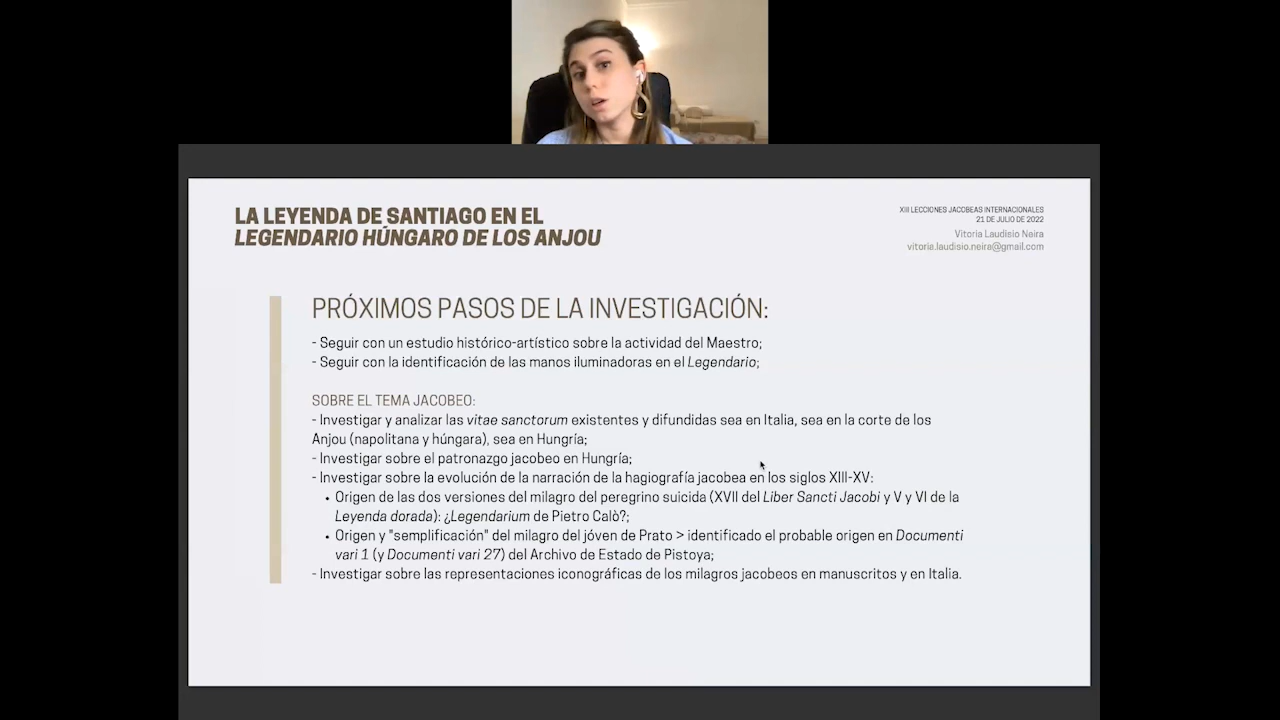 LA LEYENDA DE SANTIAGO EN EL
LEGENDARIO HÚNGARO DE LOS ANJOU
XIII LECCIONES JACOBEAS INTERNACIONALES
21 DE JULIO DE 2022
Vitoria Laudisio Neira
vitoria.laudisio.neira@gmail.com
PRÓXIMOS PASOS DE LA INVESTIGACIÓN:
- Seguir con un estudio histórico-artístico sobre la actividad del Maestro;
- Seguir con la identificación de las manos iluminadoras en el Legendario;
SOBRE EL TEMA JACOBEO:
- Investigar y analizar las vitae sanctorum existentes y difundidas sea en Italia, sea en la corte de los
Anjou (napolitana y húngara), sea en Hungría;
- Investigar sobre el patronazgo jacobeo en Hungría;
- Investigar sobre la evolución de la narración de la hagiografía jacobea en los siglos XIII-XV:
• Origen de las dos versiones del milagro del peregrino suicida (XVII del Liber Sancti Jacobi y V y VI de la
Leyenda dorada): ¿Legendarium de Pietro Calò?;
• Origen y "semplificación" del milagro del jóven de Prato > identificado el probable origen en Documenti
vari 1 (y Documenti vari 27) del Archivo de Estado de Pistoya;
- Investigar sobre las representaciones iconográficas de los milagros jacobeos en manuscritos y en Italia.